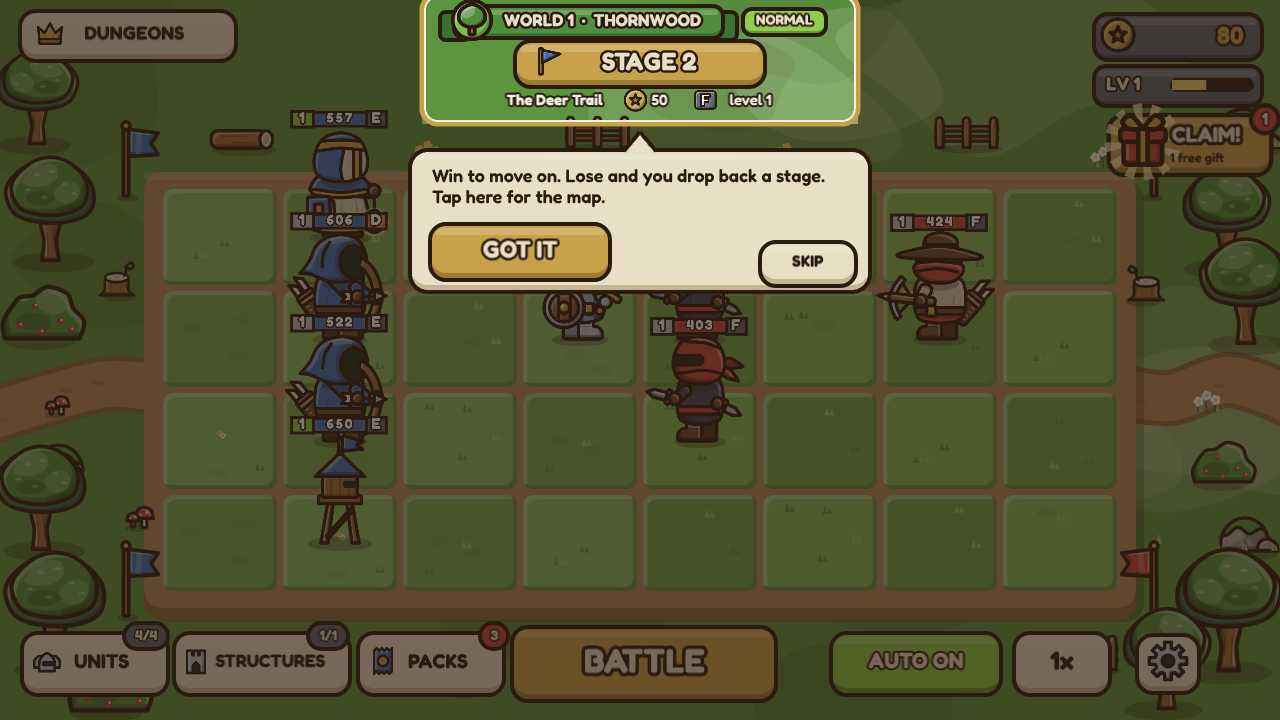 DUNGEONS
WORLD 1 • THORNWOOD
NORMAL
STAGE 2
The Deer Trail 50 F level 1
80
LV 1
CLAIM!
1 free gift
1
Win to move on. Lose and you drop back a stage.
Tap here for the map.
GOT IT
SKIP
1 557 E
1 606 D
1 522 E
1 650 E
1 403 F
1 424 F
UNITS
4/4
STRUCTURES
1/1
PACKS
3
BATTLE
AUTO ON
1x